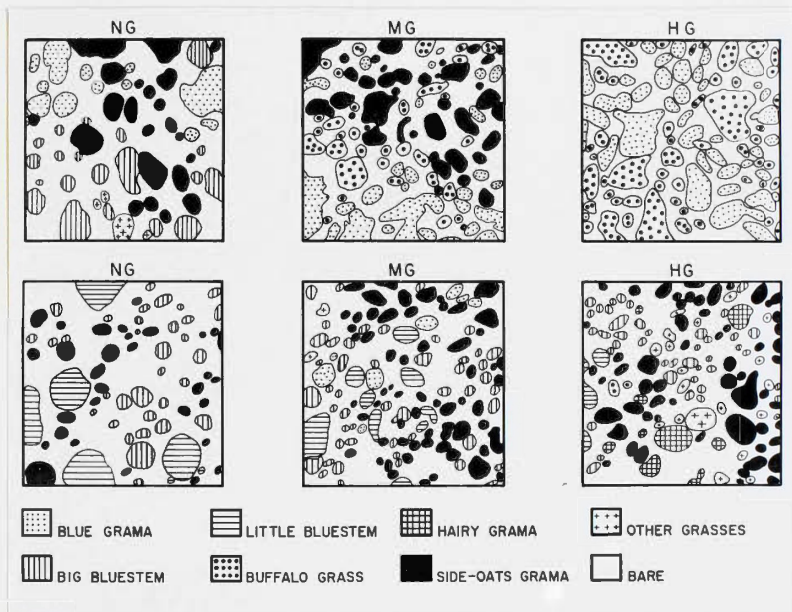 NG MG HG
NG MG HG
BLUE GRAMA LITTLE BLUESTEM HAIRY GRAMA OTHER GRASSES
BIG BLUESTEM BUFFALO GRASS SIDE-OATS GRAMA BARE